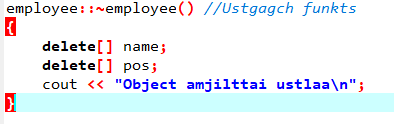 employee::~employee() //Ustgagch funkts
{
delete[] name;
delete[] pos;
cout << "Object amjilttai ustlaa\n";
}